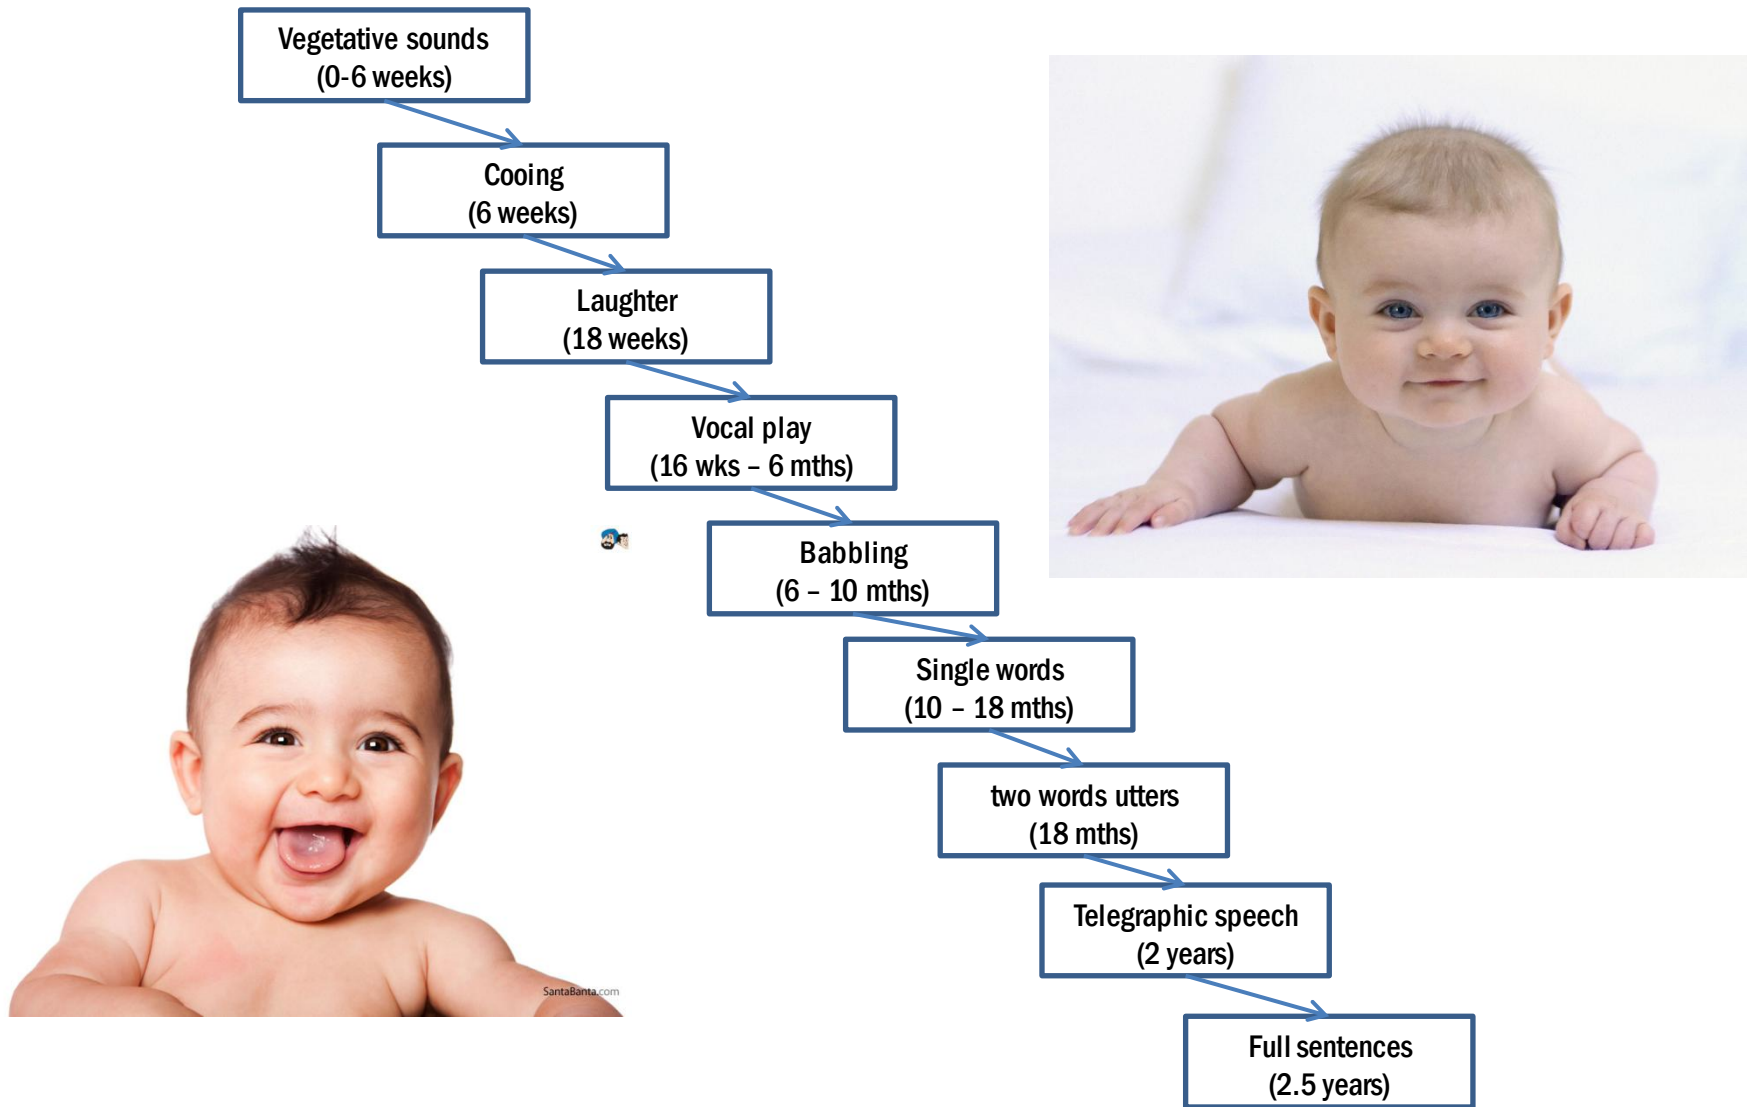 Vegetative sounds
(0-6 weeks)
Cooing
(6 weeks)
Laughter
(18 weeks)
Vocal play
(16 wks – 6 mths)
Babbling
(6 – 10 mths)
Single words
(10 – 18 mths)
two words utters
(18 mths)
Telegraphic speech
(2 years)
Full sentences
(2.5 years)
SantaBanta.com